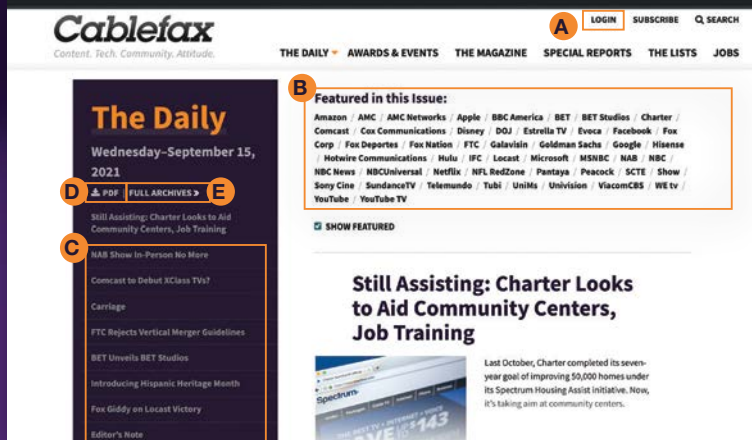 Cablefax
Content. Tech. Community. Attitude.
A
LOGIN SUBSCRIBE SEARCH
THE DAILY AWARDS & EVENTS THE MAGAZINE SPECIAL REPORTS THE LISTS JOBS
The Daily
Wednesday–September 15,
2021
D PDF | FULL ARCHIVES E
Still Assisting: Charter Looks to Aid
Community Centers, Job Training
C
NAB Show In-Person No More
Comcast to Debut XClass TVs?
Carriage
FTC Rejects Vertical Merger Guidelines
BET Unveils BET Studios
Introducing Hispanic Heritage Month
Fox Giddy on Locast Victory
Editor's Note
B
Featured in this Issue:
Amazon / AMC / AMC Networks / Apple / BBC America / BET / BET Studios / Charter /
Comcast / Cox Communications / Disney / DOJ / Estrella TV / Evoca / Facebook / Fox
Corp / Fox Deportes / Fox Nation / FTC / Galavisin / Goldman Sachs / Google / Hisense
/ Hotwire Communications / Hulu / IFC / Locast / Microsoft / MSNBC / NAB / NBC /
NBC News / NBCUniversal / Netflix / NFL RedZone / Pantaya / Peacock / SCTE / Show /
Sony Cine / SundanceTV / Telemundo / Tubi / UniMs / Univision / ViacomCBS / WE tv /
YouTube / YouTube TV
SHOW FEATURED
Still Assisting: Charter Looks
to Aid Community Centers,
Job Training
Spectrum
THE BEST TV + INTERNET + VOICE
SAVE UP $143
Last October, Charter completed its seven-
year goal of improving 50,000 homes under
its Spectrum Housing Assist initiative. Now,
it's taking aim at community centers.